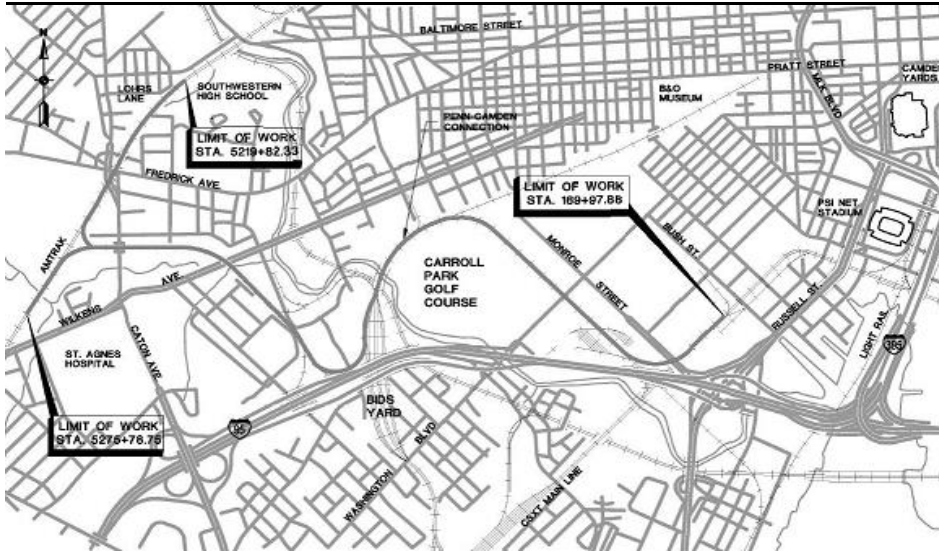 BALTIMORE STREET
N
PRATT STREET
CAMDEN
YARDS
LOHRS
LANE
SOUTHWESTERN
HIGH SCHOOL
B&O
MUSEUM
MLK BLVD
PENN-CAMDEN
CONNECTION
LIMIT OF WORK
STA. 5219+82.33
FREDRICK AVE.
LIMIT OF WORK
STA. 169+97.88
PSI NET
STADIUM
BUSH ST.
MONROE
STREET
AMTRAK
CARROLL
PARK
GOLF
COURSE
WILKENS
AVE.
RUSSELL ST.
LIGHT RAIL
395
ST. AGNES
HOSPITAL
CATON AVE.
BIDS
YARD
LIMIT OF WORK
STA. 5275+78.75
95
WASHINGTON
BLVD
CSXT MAIN LINE